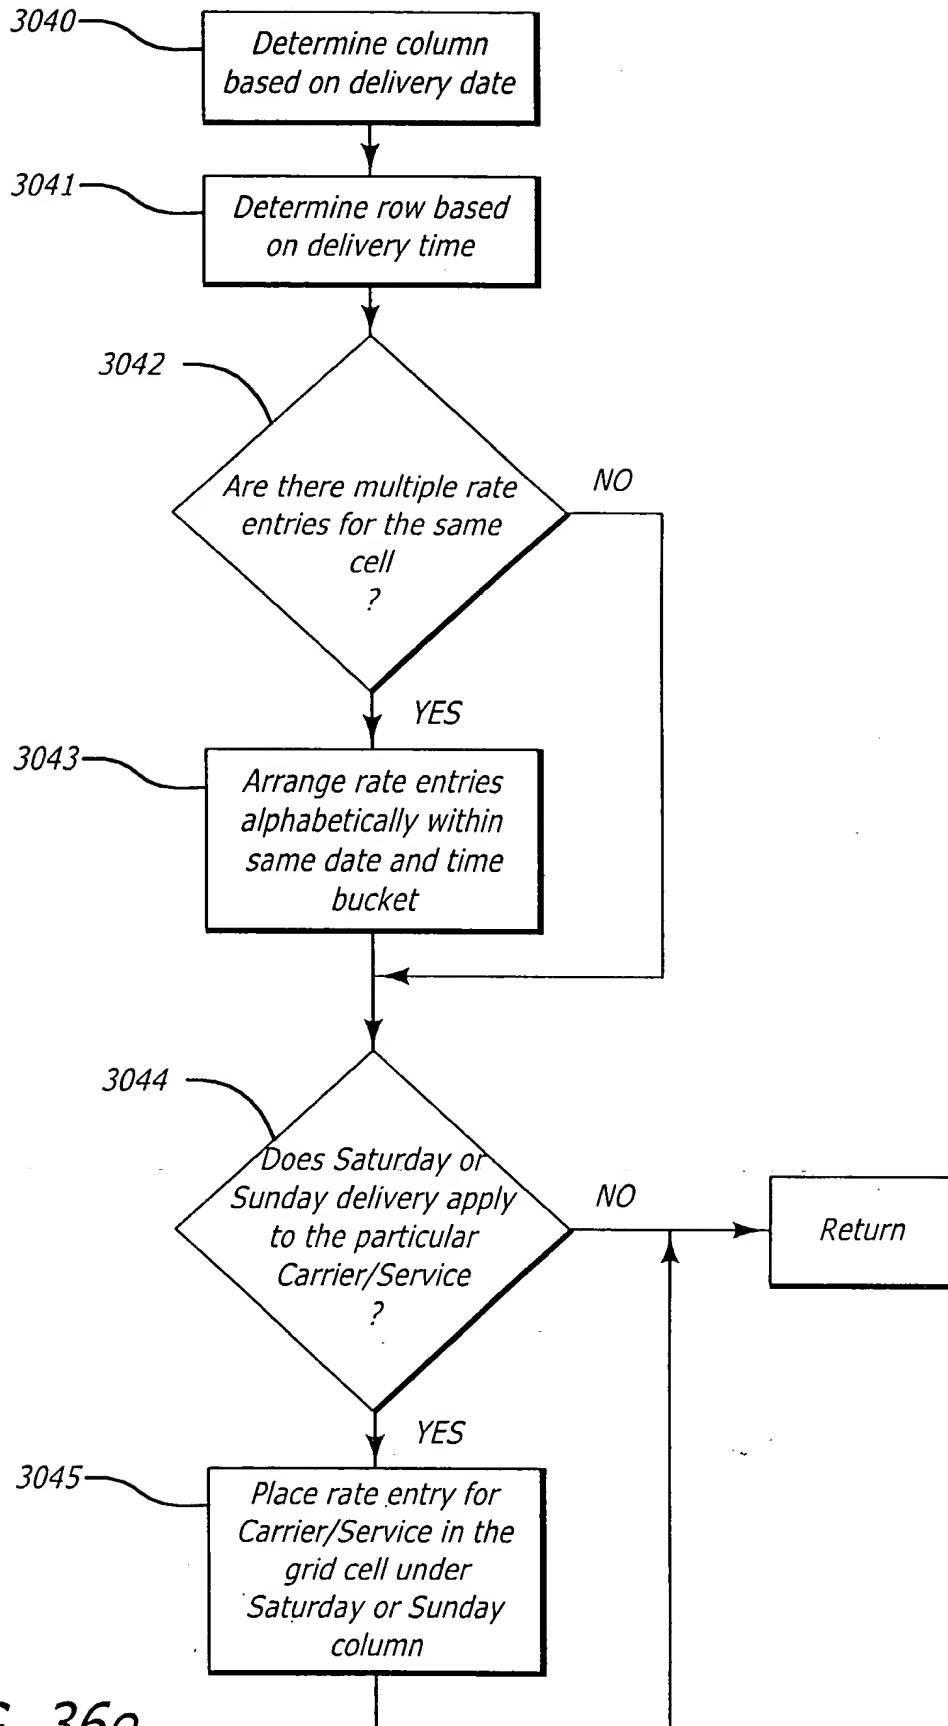 3040
Determine column
based on delivery date
3041
Determine row based
on delivery time
3042
Are there multiple rate
entries for the same
cell
?
NO
YES
3043
Arrange rate entries
alphabetically within
same date and time
bucket
3044
Does Saturday or
Sunday delivery apply
to the particular
Carrier/Service
?
NO
Return
YES
3045
Place rate entry for
Carrier/Service in the
grid cell under
Saturday or Sunday
column